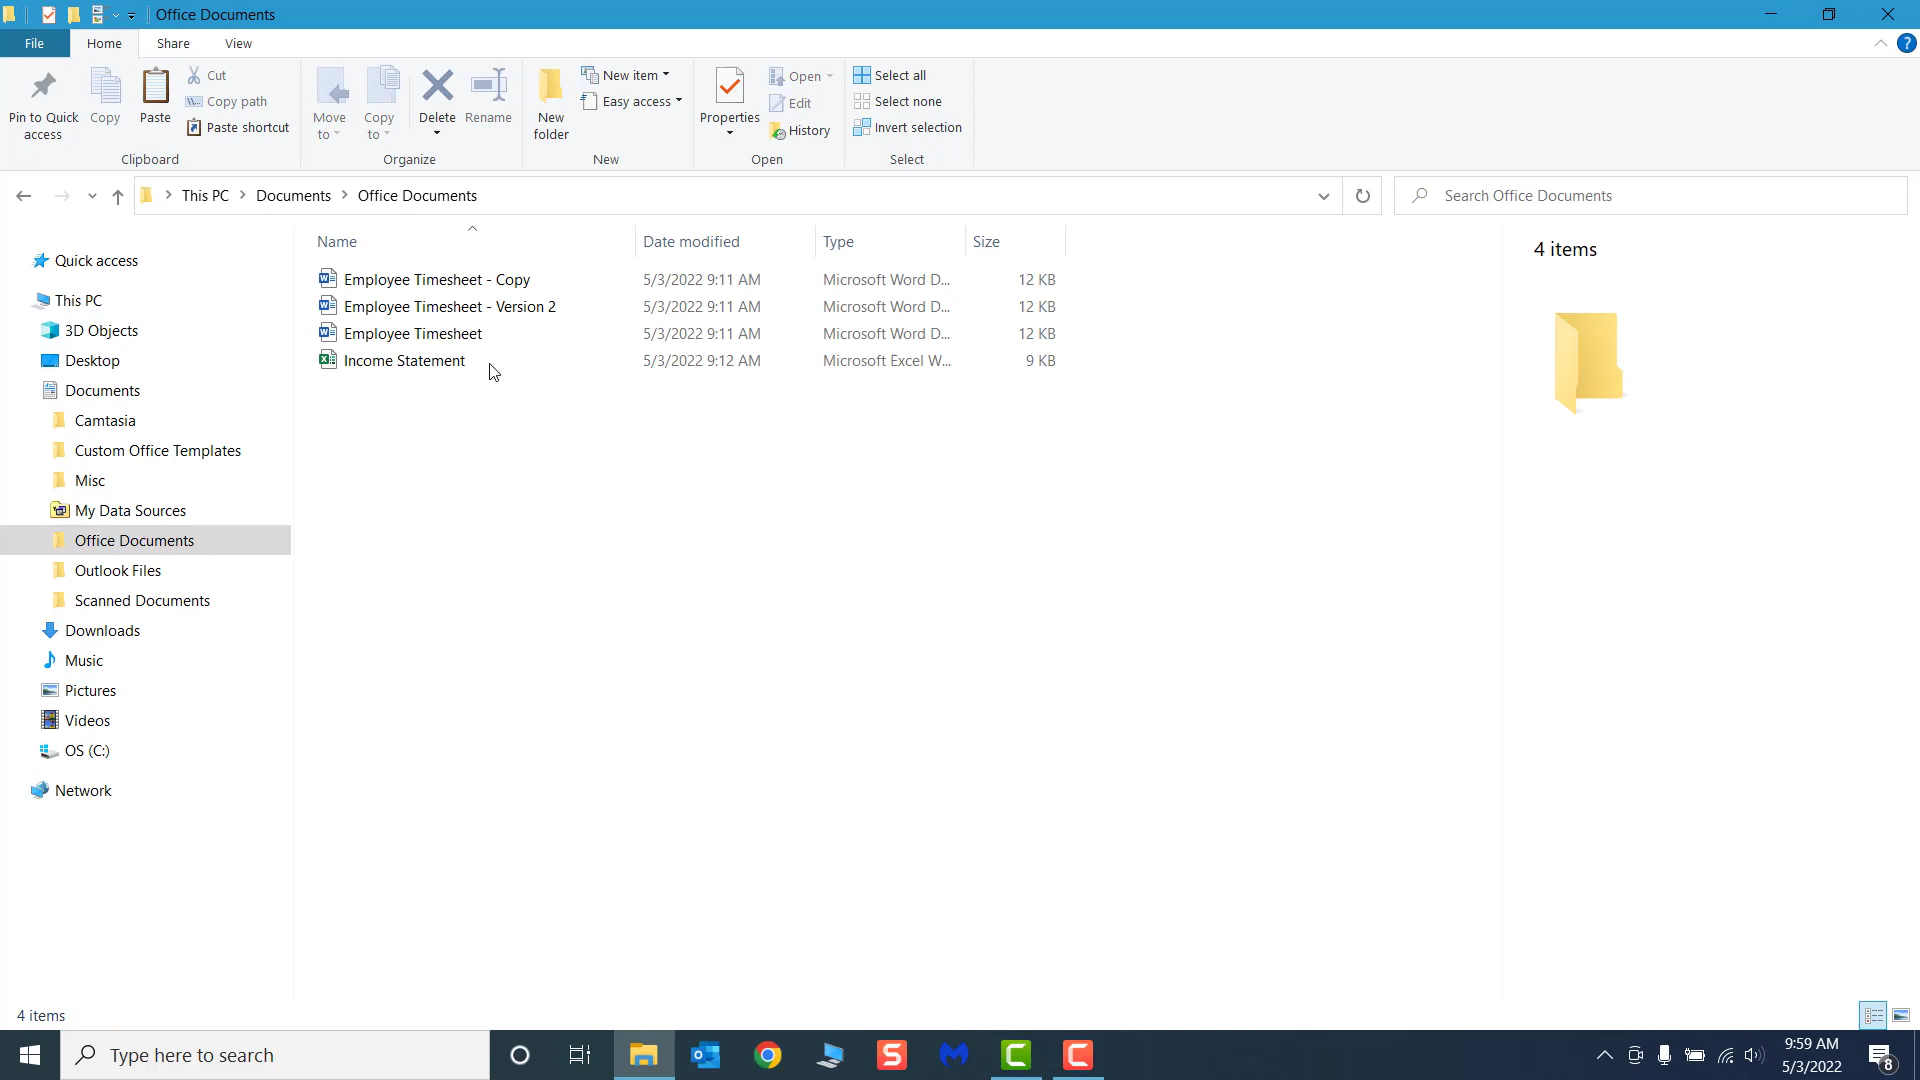 Office Documents
File Home Share View
Pin to Quick access
Copy
Paste
Cut
Copy path
Paste shortcut
Clipboard
Move to
Copy to
Delete
Rename
Organize
New folder
New item
Easy access
New
Properties
Open
Edit
History
Open
Select all
Select none
Invert selection
Select
This PC Documents Office Documents
Search Office Documents
Quick access
This PC
3D Objects
Desktop
Documents
Camtasia
Custom Office Templates
Misc
My Data Sources
Office Documents
Outlook Files
Scanned Documents
Downloads
Music
Pictures
Videos
OS (C:)
Network
Name Date modified Type Size
Employee Timesheet - Copy 5/3/2022 9:11 AM Microsoft Word D... 12 KB
Employee Timesheet - Version 2 5/3/2022 9:11 AM Microsoft Word D... 12 KB
Employee Timesheet 5/3/2022 9:11 AM Microsoft Word D... 12 KB
Income Statement 5/3/2022 9:12 AM Microsoft Excel W... 9 KB
4 items
4 items
Type here to search
9:59 AM
5/3/2022
8